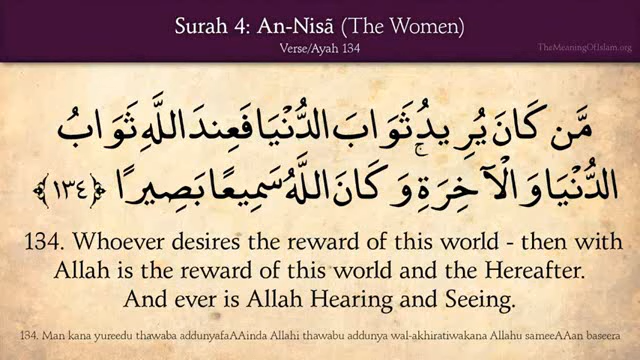 Surah 4: An-Nisã (The Women)
Verse/Ayah 134
TheMeaningOfIslam.org
مَّن كَانَ يُرِيدُ ثَوَابَ الدُّنْيَا فَعِندَ اللَّهِ ثَوَابُ
الدُّنْيَا وَالْآخِرَةِ ۚ وَكَانَ اللَّهُ سَمِيعًا بَصِيرًا ﴿١٣٤﴾
134. Whoever desires the reward of this world - then with
Allah is the reward of this world and the Hereafter.
And ever is Allah Hearing and Seeing.
134. Man kana yureedu thawaba addunyafaAAinda Allahi thawabu addunya wal-akhiratiwakana Allahu sameeAAan baseera